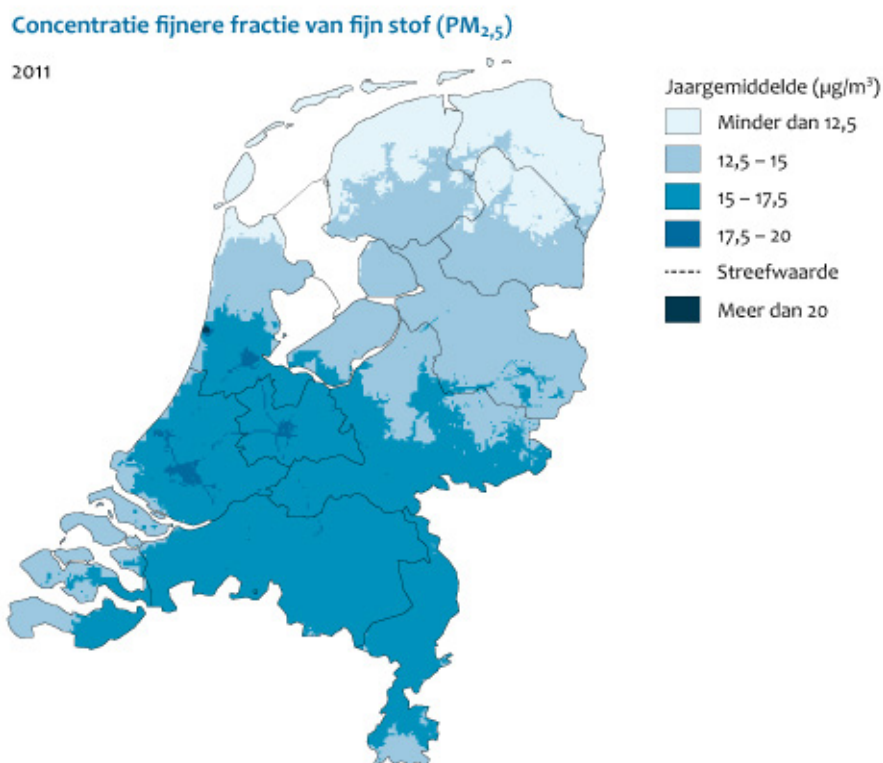 Concentratie fijnere fractie van fijn stof (PM₂,₅)
2011
Jaargemiddelde (µg/m³)
Minder dan 12,5
12,5 – 15
15 – 17,5
17,5 – 20
Streefwaarde
Meer dan 20